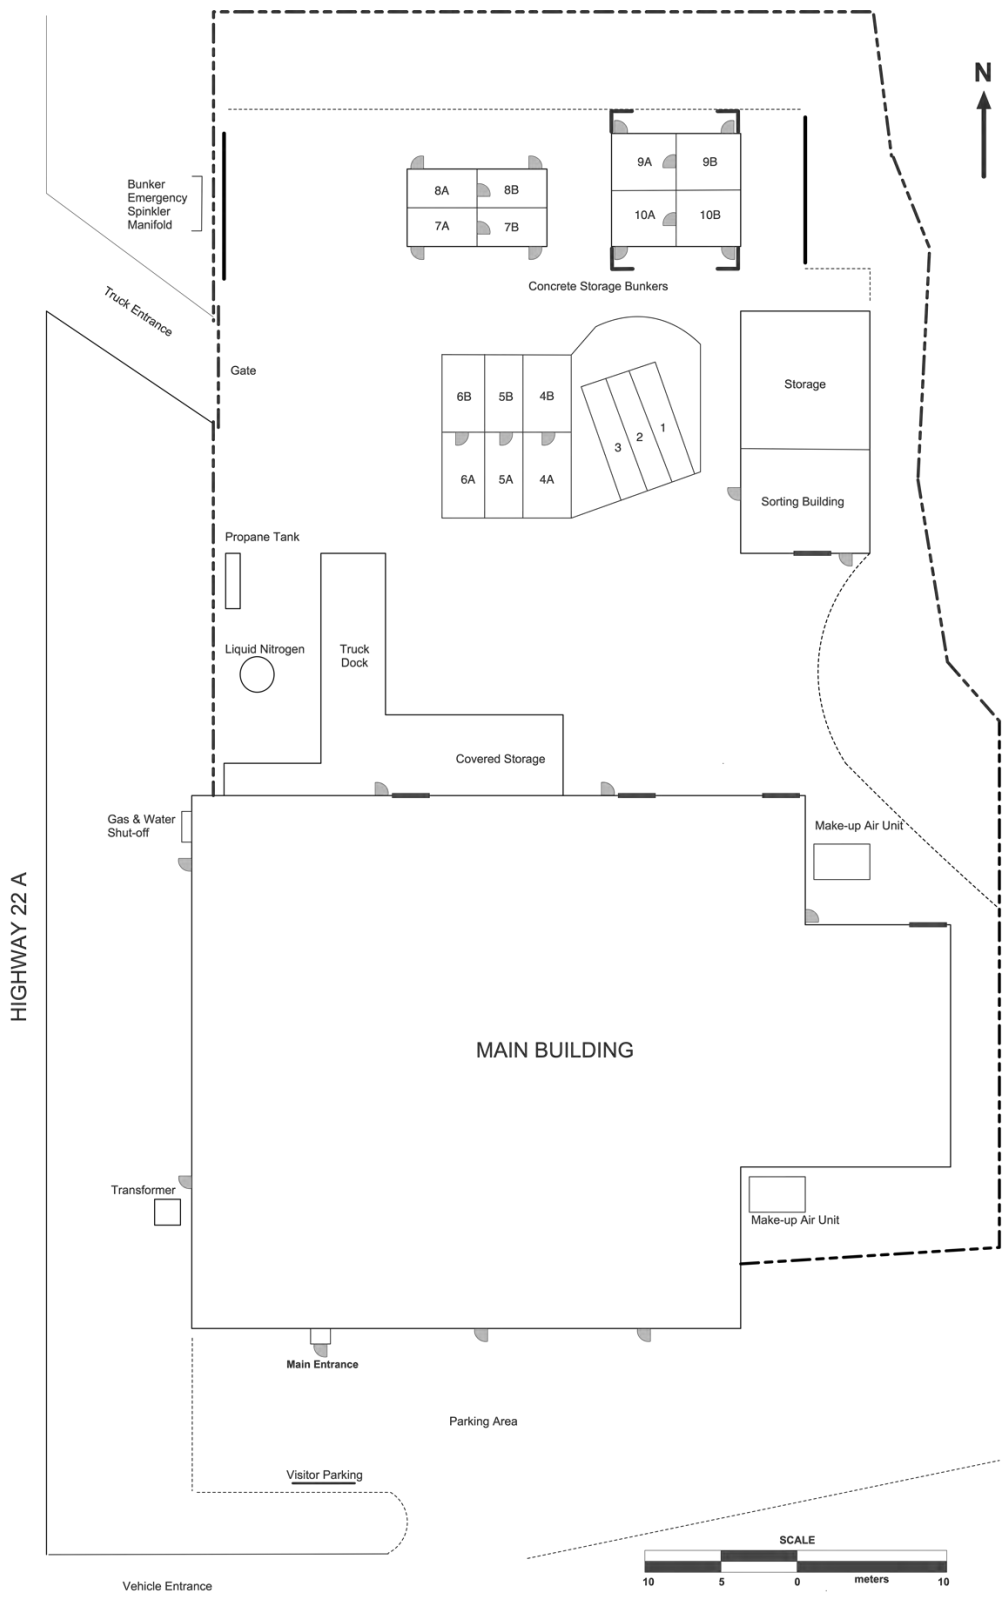 N
Bunker
Emergency
Spinkler
Manifold
8A
8B
7A
7B
9A
9B
10A
10B
Concrete Storage Bunkers
Truck Entrance
Gate
6B
5B
4B
6A
5A
4A
3
2
1
Storage
Sorting Building
Propane Tank
Liquid Nitrogen
Truck
Dock
Covered Storage
Gas & Water
Shut-off
Make-up Air Unit
HIGHWAY 22 A
MAIN BUILDING
Transformer
Make-up Air Unit
Main Entrance
Parking Area
Visitor Parking
SCALE
10
5
0
meters
10
Vehicle Entrance